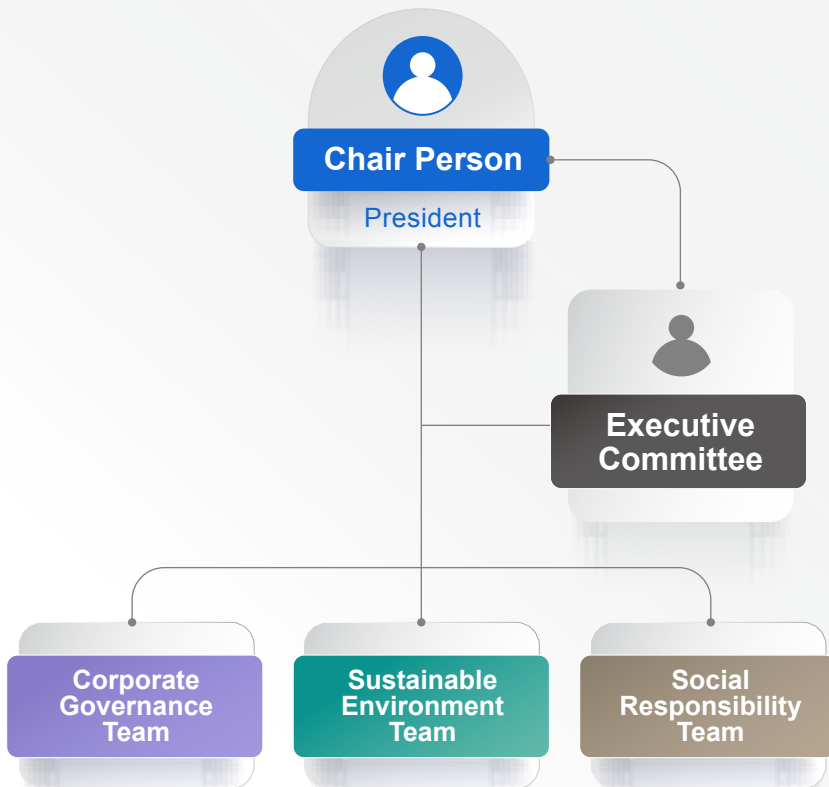 Chair Person
President
Executive
Committee
Corporate
Governance
Team
Sustainable
Environment
Team
Social
Responsibility
Team